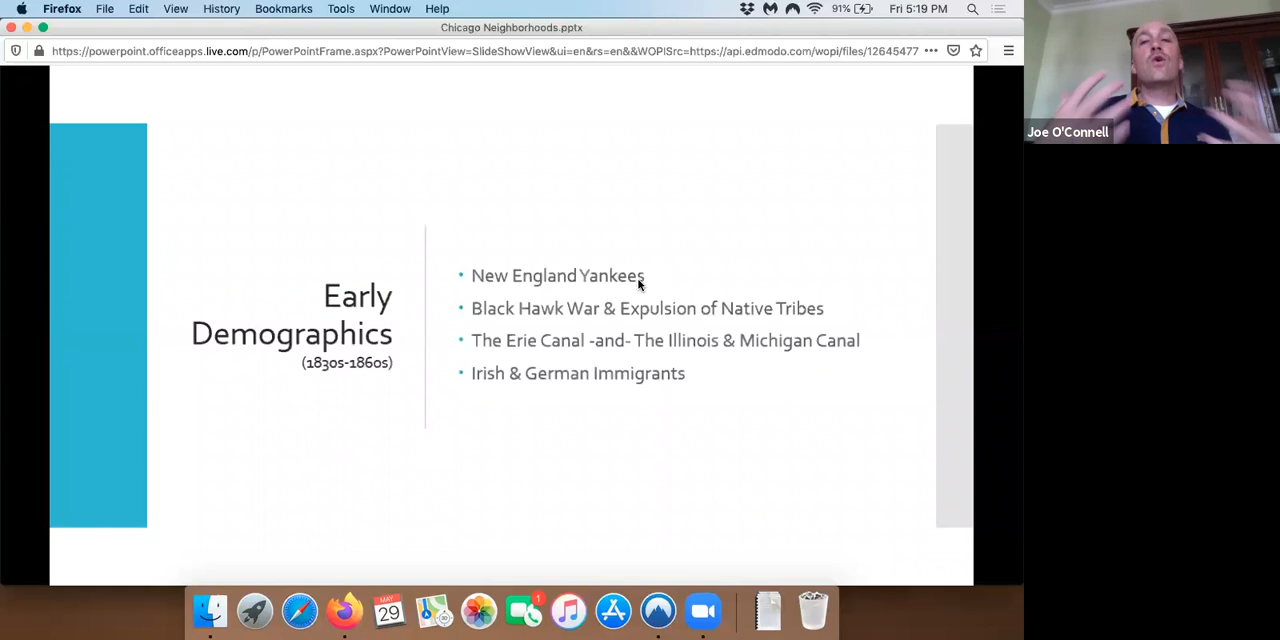 Firefox File Edit View History Bookmarks Tools Window Help 91% Fri 5:19 PM
Chicago Neighborhoods.pptx
https://powerpoint.officeapps.live.com/p/PowerPointFrame.aspx?PowerPointView=SlideShowView&ui=en&rs=en&&WOPISrc=https://api.edmodo.com/wopi/files/12645477
Joe O'Connell
Early
Demographics
(1830s-1860s)
• New England Yankees
• Black Hawk War & Expulsion of Native Tribes
• The Erie Canal -and- The Illinois & Michigan Canal
• Irish & German Immigrants
1
MAY
29
3D